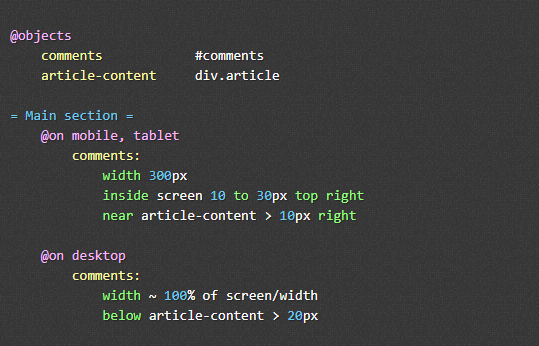 @objects
    comments            #comments
    article-content     div.article
= Main section =
    @on mobile, tablet
        comments:
            width 300px
            inside screen 10 to 30px top right
            near article-content > 10px right
    @on desktop
        comments:
            width ~ 100% of screen/width
            below article-content > 20px